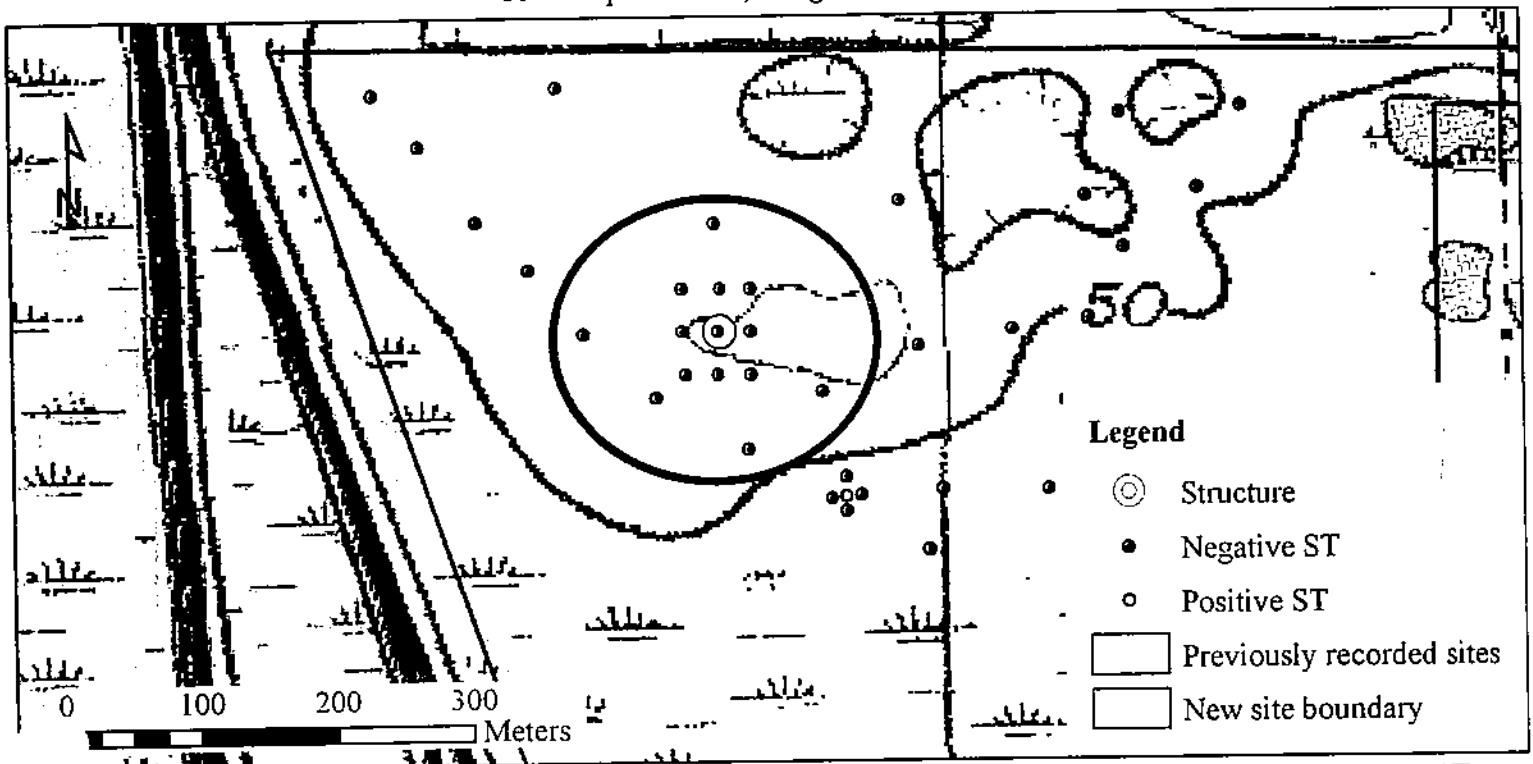 N
50
Legend
Structure
Negative ST
Positive ST
Previously recorded sites
New site boundary
0 100 200 300
Meters